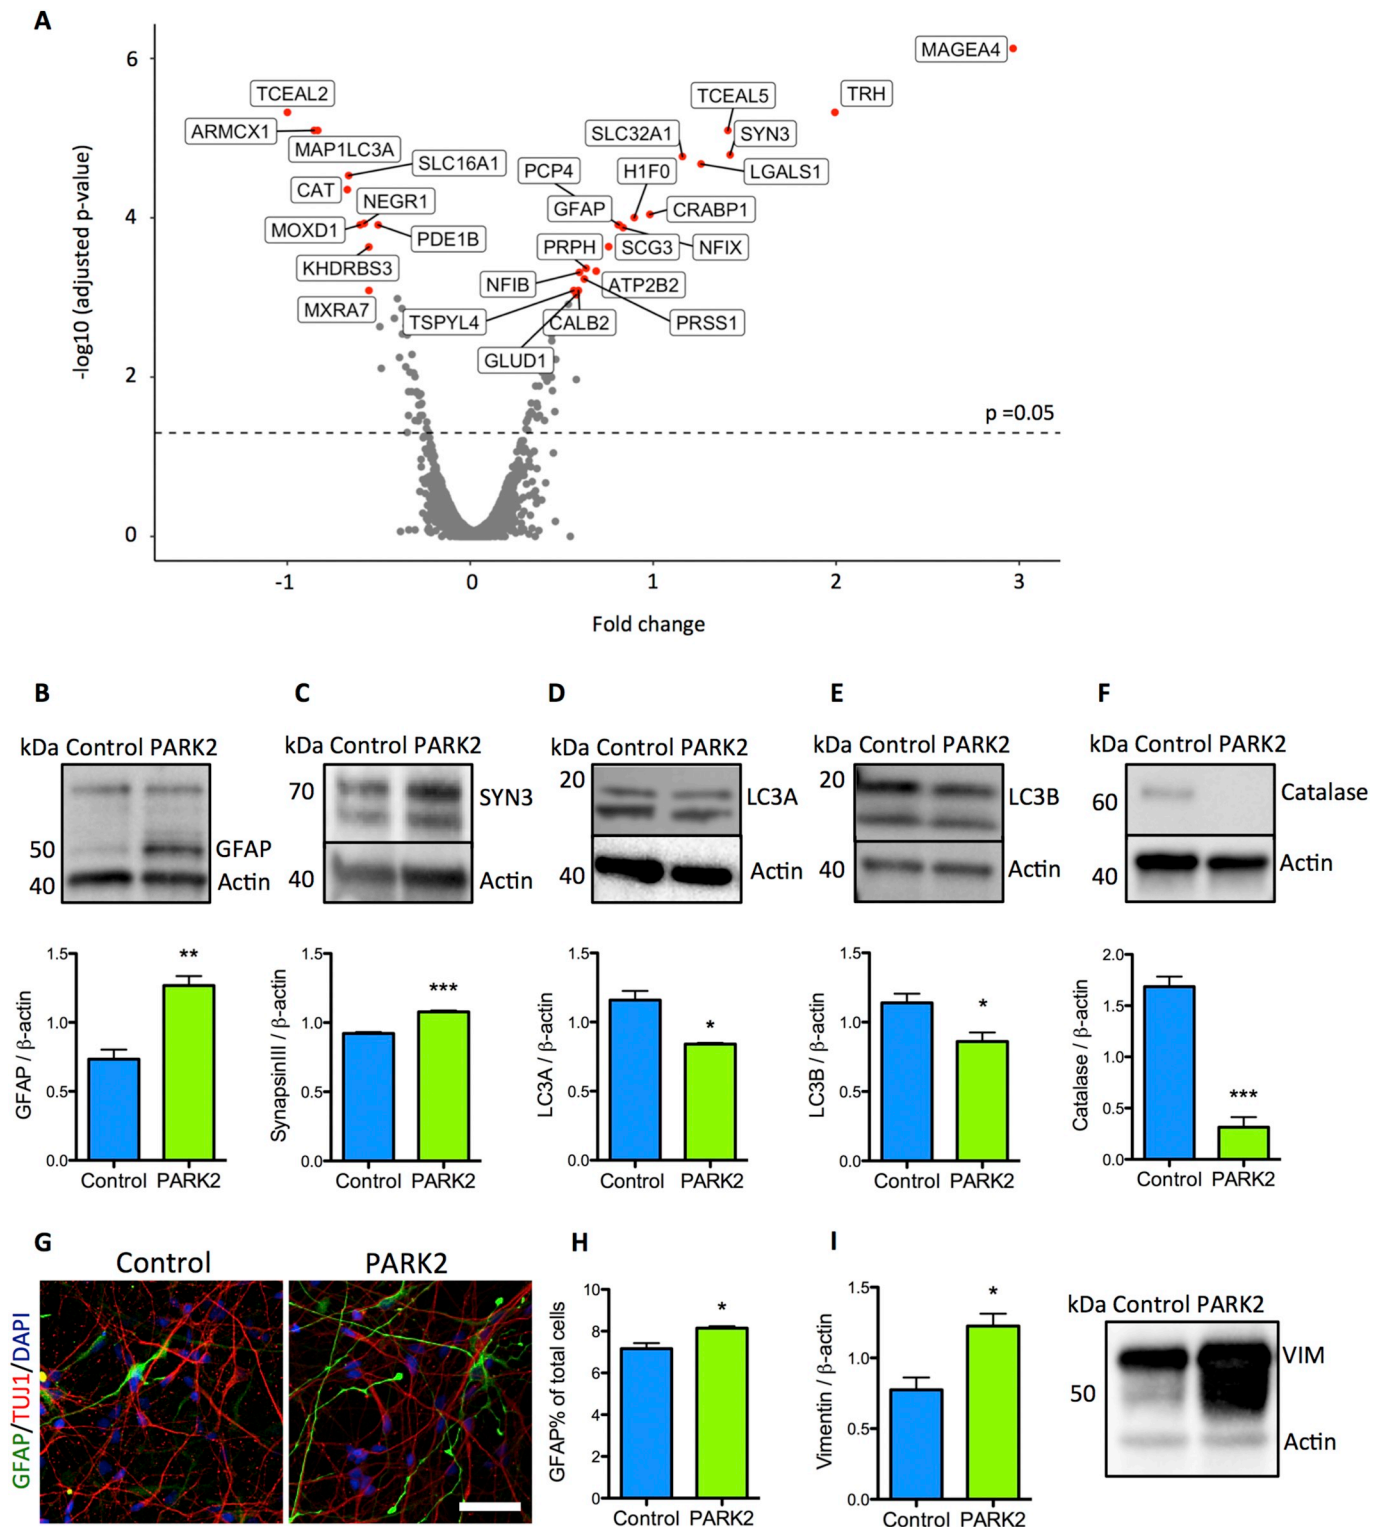 A
-log10 (adjusted p-value)
6
4
2
0
MAGEA4
TCEAL2
TCEAL5
TRH
ARMCX1
SLC32A1
SYN3
MAP1LC3A
SLC16A1
PCP4
H1F0
LGALS1
CAT
NEGR1
GFAP
CRABP1
MOXD1
PDE1B
PRPH
SCG3
NFIX
KHDRBS3
NFIB
ATP2B2
MXRA7
TSPYL4
CALB2
PRSS1
GLUD1
p =0.05
-1 0 1 2 3
Fold change
B
kDa Control PARK2
50 GFAP
40 Actin
GFAP / β-actin
1.5
**
1.0
0.5
0.0
Control PARK2
C
kDa Control PARK2
70 SYN3
40 Actin
SynapsinIII / β-actin
1.5
***
1.0
0.5
0.0
Control PARK2
D
kDa Control PARK2
20 LC3A
40 Actin
LC3A / β-actin
1.5
1.0
*
0.5
0.0
Control PARK2
E
kDa Control PARK2
20 LC3B
40 Actin
LC3B / β-actin
1.5
1.0
*
0.5
0.0
Control PARK2
F
kDa Control PARK2
60 Catalase
40 Actin
Catalase / β-actin
2.0
1.5
1.0
0.5
***
0.0
Control PARK2
G
Control PARK2
GFAP/TUJ1/DAPI
H
GFAP% of total cells
10
*
8
6
4
2
0
Control PARK2
I
Vimentin / β-actin
1.5
*
1.0
0.5
0.0
Control PARK2
kDa Control PARK2
VIM
50
Actin